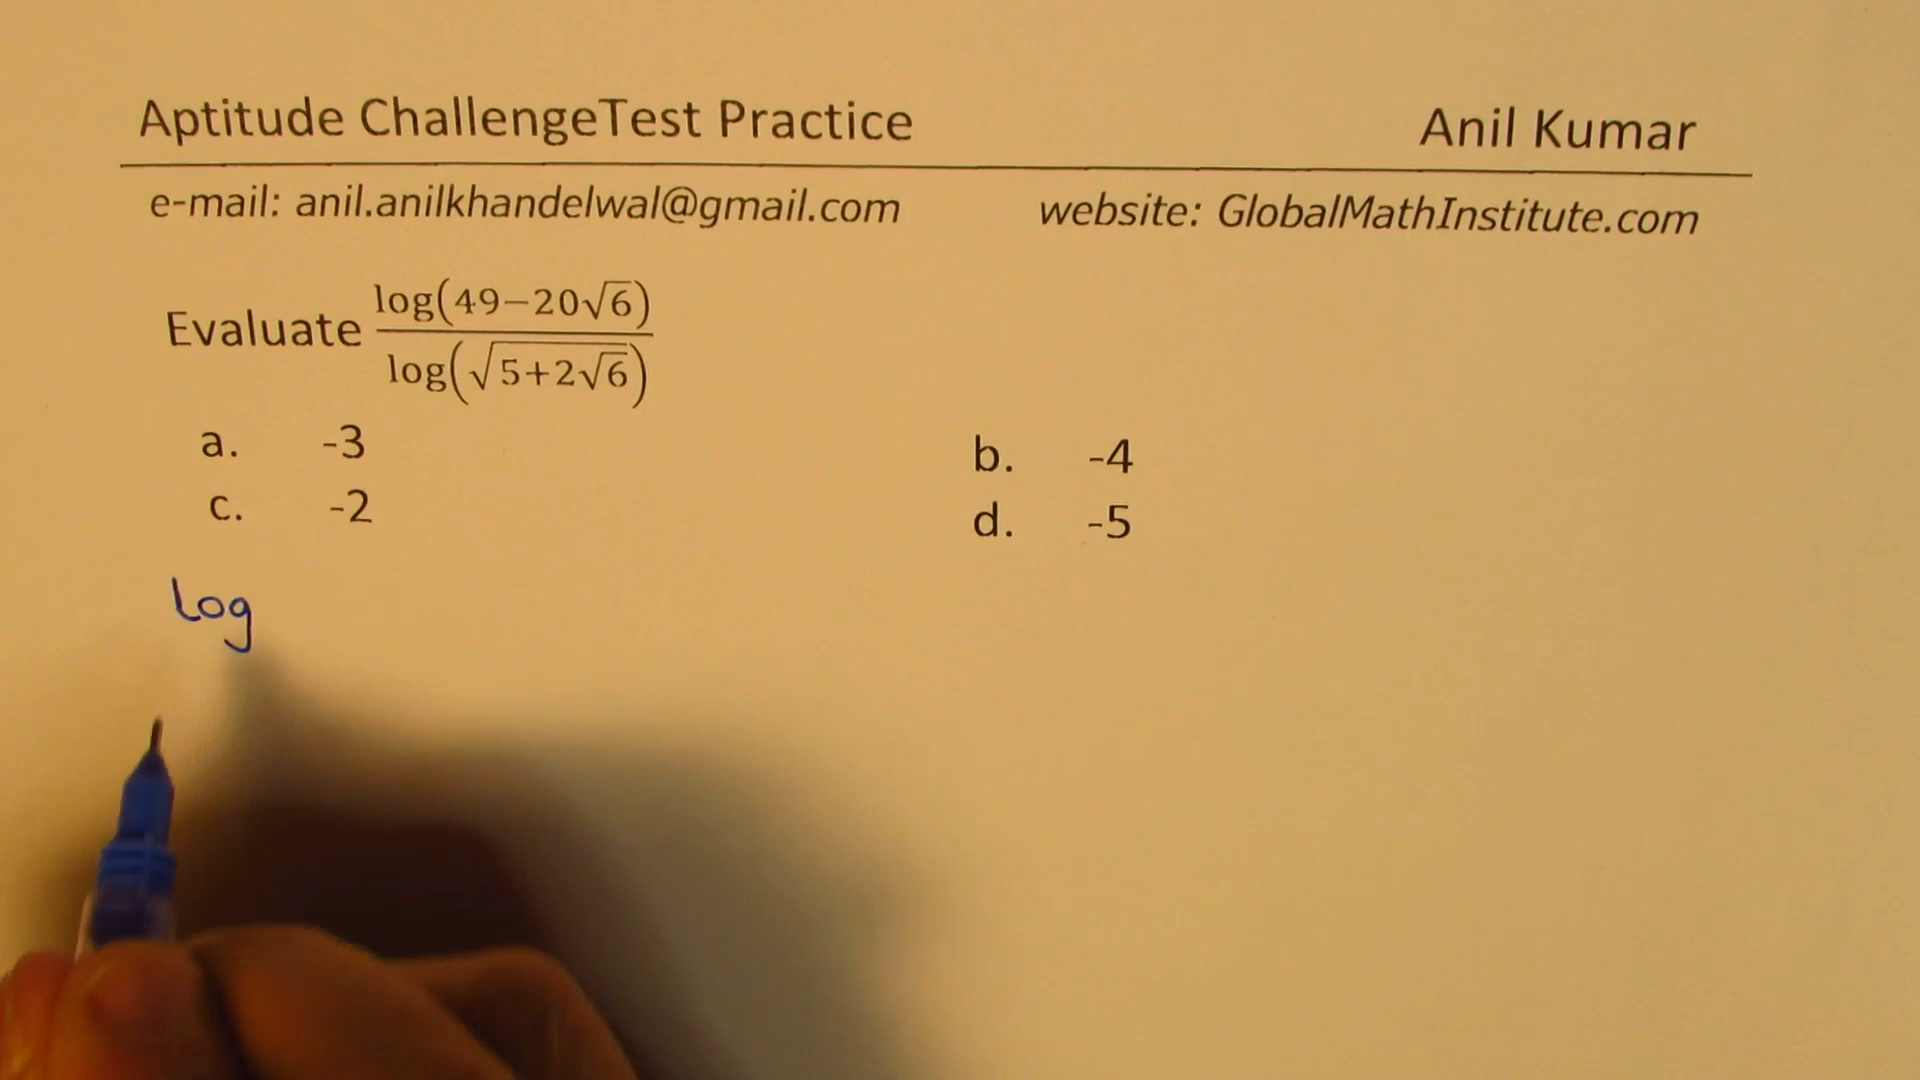 Aptitude ChallengeTest Practice Anil Kumar
e-mail: anil.anilkhandelwal@gmail.com website: GlobalMathInstitute.com
Evaluate log(49−20√6) / log(√(5+2√6))
a. -3 b. -4
c. -2 d. -5
log